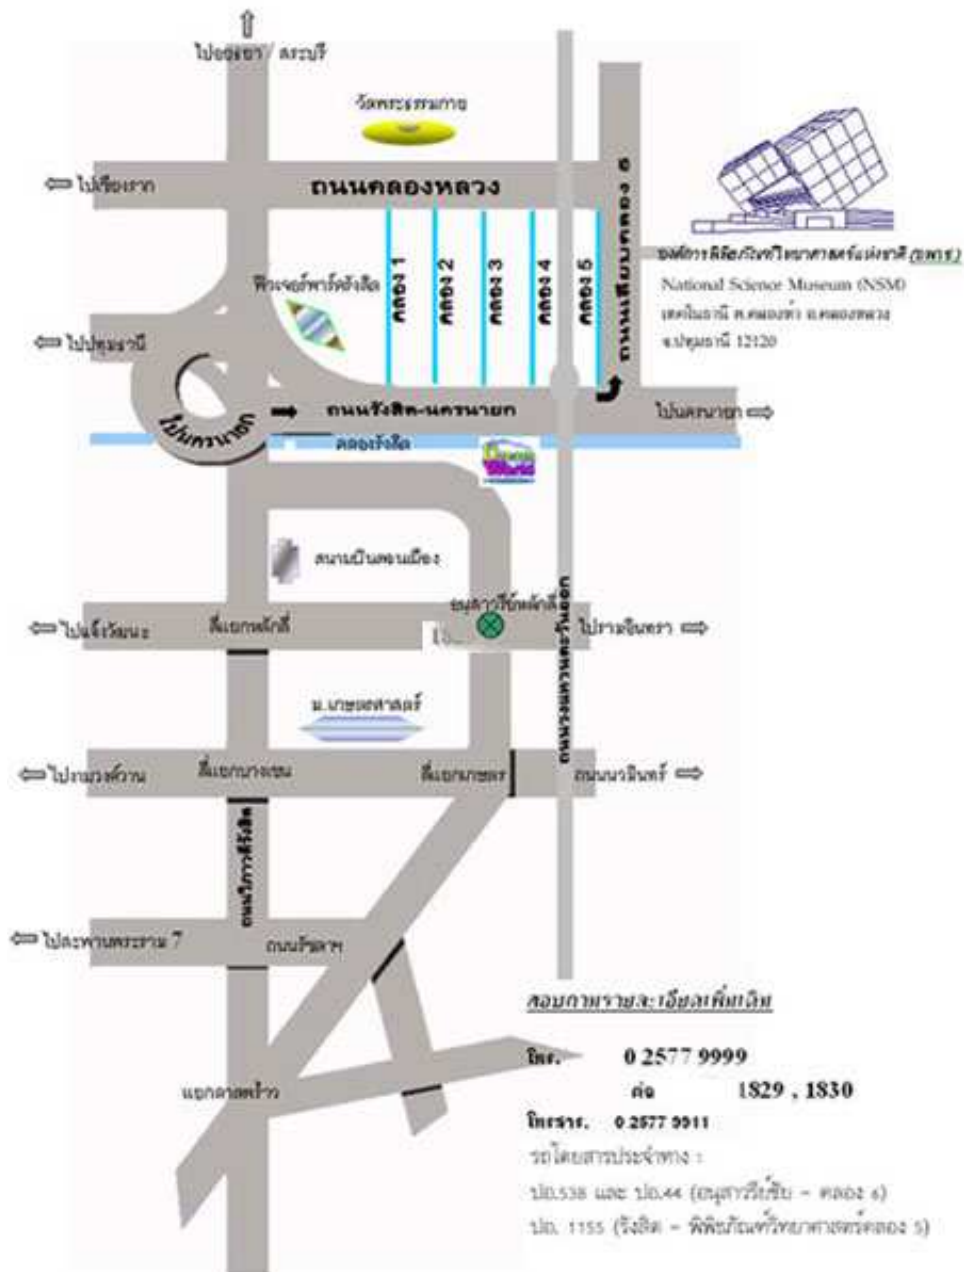 ไปอยุธยา / สระบุรี
วัดพระธรรมกาย
ไปเชียงราก
ถนนคลองหลวง
ถนนเลียบคลอง 6
คลอง 1
คลอง 2
คลอง 3
คลอง 4
คลอง 5
องค์การพิพิธภัณฑ์วิทยาศาสตร์แห่งชาติ (อพวช)
National Science Museum (NSM)
เทคโนธานี ต.คลองห้า อ.คลองหลวง
จ.ปทุมธานี 12120
ฟิวเจอร์พาร์ครังสิต
ไปปทุมธานี
ไปนครนายก
ถนนรังสิต-นครนายก
ไปนครนายก
คลองรังสิต
Dream World
สนามบินดอนเมือง
อนุสาวรีย์หลักสี่
ไปแจ้งวัฒนะ
สี่แยกหลักสี่
ไปรามอินทรา
ถนนวงแหวนตะวันออก
ม.เกษตรศาสตร์
ไปงามวงศ์วาน
สี่แยกบางเขน
สี่แยกเกษตร
ถนนนวมินทร์
ถนนวิภาวดีรังสิต
ไปสะพานพระราม 7
ถนนรัชดาฯ
แยกลาดพร้าว
สอบถามรายละเอียดเพิ่มเติม
โทร. 0 2577 9999
ต่อ 1829 , 1830
โทรสาร. 0 2577 9911
รถโดยสารประจำทาง :
ปอ.538 และ ปอ.44 (อนุสาวรีย์ชัย - คลอง 6)
ปอ. 1155 (รังสิต - พิพิธภัณฑ์วิทยาศาสตร์คลอง 5)